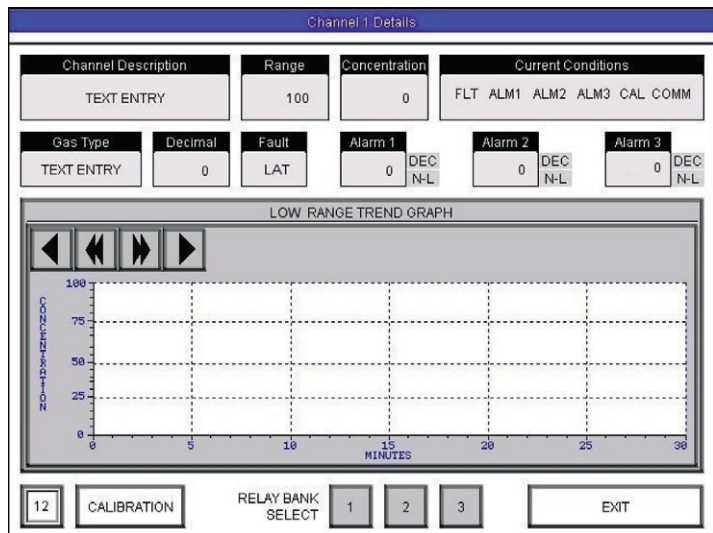 Channel 1 Details
Channel Description Range Concentration Current Conditions
TEXT ENTRY 100 0 FLT ALM1 ALM2 ALM3 CAL COMM
Gas Type Decimal Fault Alarm 1 Alarm 2 Alarm 3
TEXT ENTRY 0 LAT 0 DEC N-L 0 DEC N-L 0 DEC N-L
LOW RANGE TREND GRAPH
CONCENTRATION
100
75
50
25
0
0 5 10 15 20 25 30
MINUTES
12 CALIBRATION RELAY BANK SELECT 1 2 3 EXIT